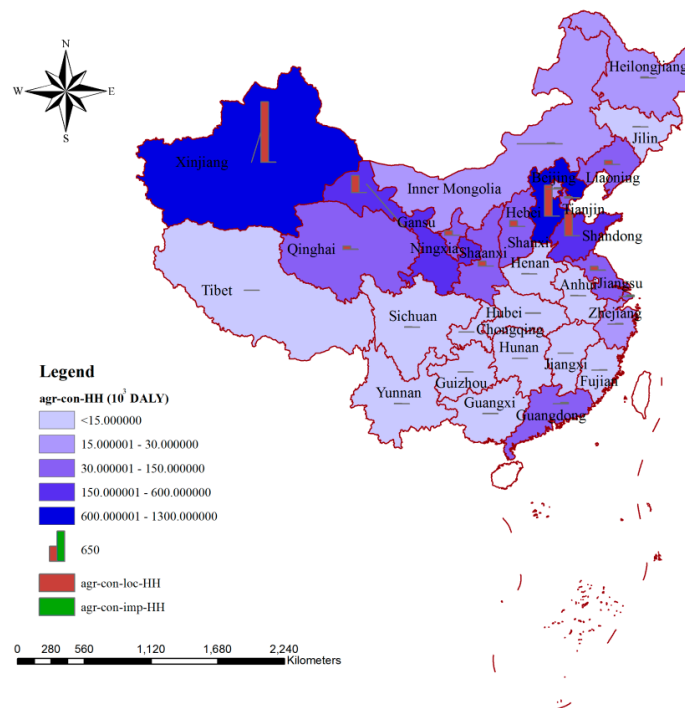 N
W E
S
Heilongjiang
Jilin
Xinjiang
Beijing
Liaoning
Inner Mongolia
Tianjin
Hebei
Gansu
Shandong
Qinghai
Ningxia
Shaanxi
Shanxi
Henan
Tibet
Anhui
Jiangsu
Sichuan
Hubei
Zhejiang
Chongqing
Hunan
Jiangxi
Guizhou
Fujian
Yunnan
Guangxi
Guangdong
Legend
agr-con-HH (10³ DALY)
<15.000000
15.000001 - 30.000000
30.000001 - 150.000000
150.000001 - 600.000000
600.000001 - 1300.000000
650
agr-con-loc-HH
agr-con-imp-HH
0 280 560 1,120 1,680 2,240
Kilometers